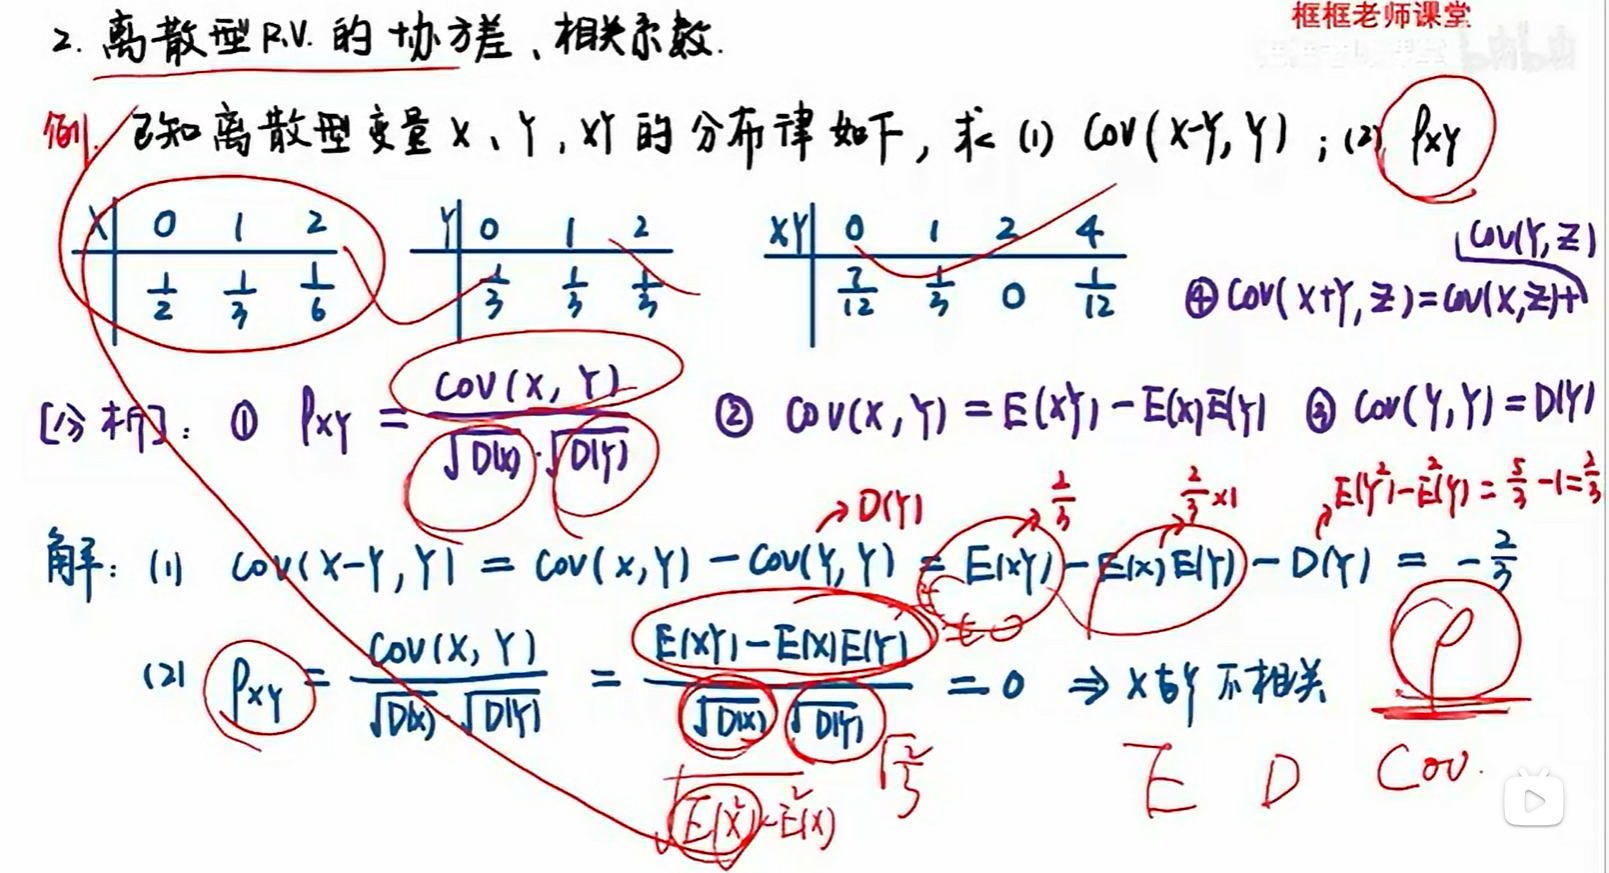 框框老师课堂
2. 离散型 R.V. 的协方差、相关系数.
例. 已知离散型变量 X、Y, XY 的分布律如下, 求 (1) Cov(X-Y, Y) ; (2) ρXY
X 0 1 2
1/2 1/3 1/6
Y 0 1 2
1/3 1/3 1/3
XY 0 1 2 4
7/12 1/3 0 1/12
④ Cov(X+Y, Z) = Cov(X, Z) + Cov(Y, Z)
[分析]: ① ρXY = Cov(X, Y) / √D(X) · √D(Y) ② Cov(X, Y) = E(XY) - E(X)E(Y) ③ Cov(Y, Y) = D(Y)
→ D(Y) → 2/3 → 2/3 × 1 → E(Y²) - E²(Y) = 5/3 - 1 = 2/3
解: (1) Cov(X-Y, Y) = Cov(X, Y) - Cov(Y, Y) = E(XY) - E(X)E(Y) - D(Y) = - 2/3
(2) ρXY = Cov(X, Y) / √D(X) · √D(Y) = E(XY) - E(X)E(Y) / √D(X) √D(Y) = 0 ⇒ X与Y 不相关
ρ
√2/3
√E(X²) - E²(X)
E D Cov.